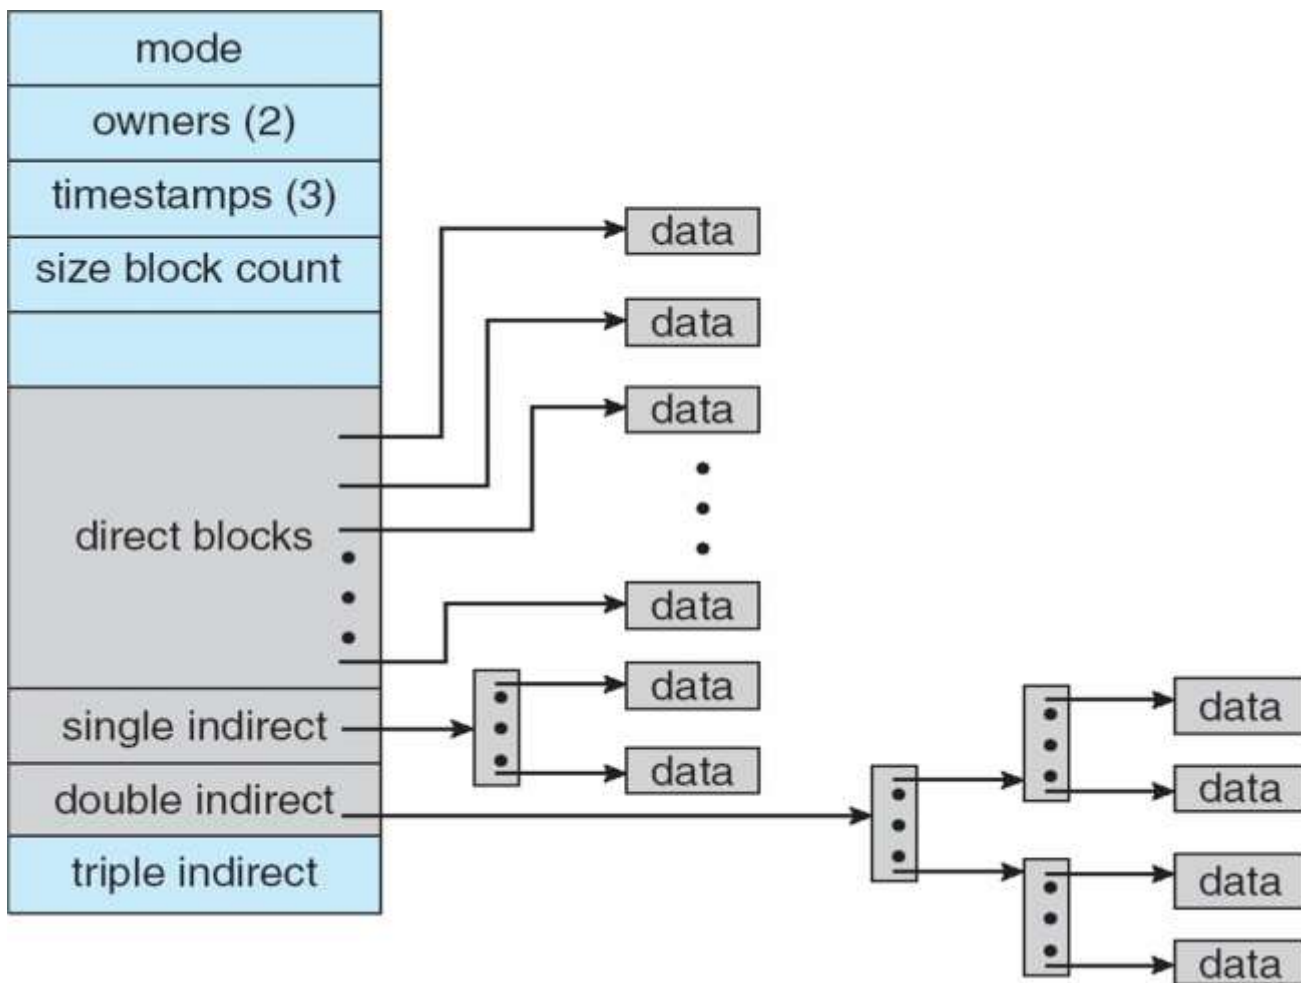 mode
owners (2)
timestamps (3)
size block count
direct blocks
single indirect
double indirect
triple indirect
data
data
data
data
data
data
data
data
data
data